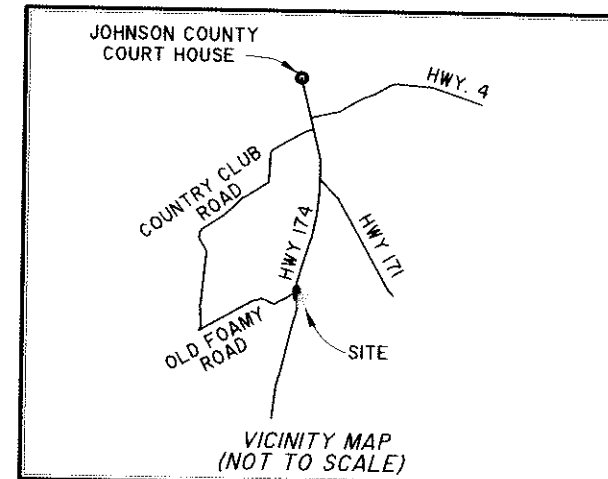 JOHNSON COUNTY
COURT HOUSE
HWY. 4
COUNTRY CLUB
ROAD
HWY 174
HWY 171
OLD FOAMY
ROAD
SITE
VICINITY MAP
(NOT TO SCALE)